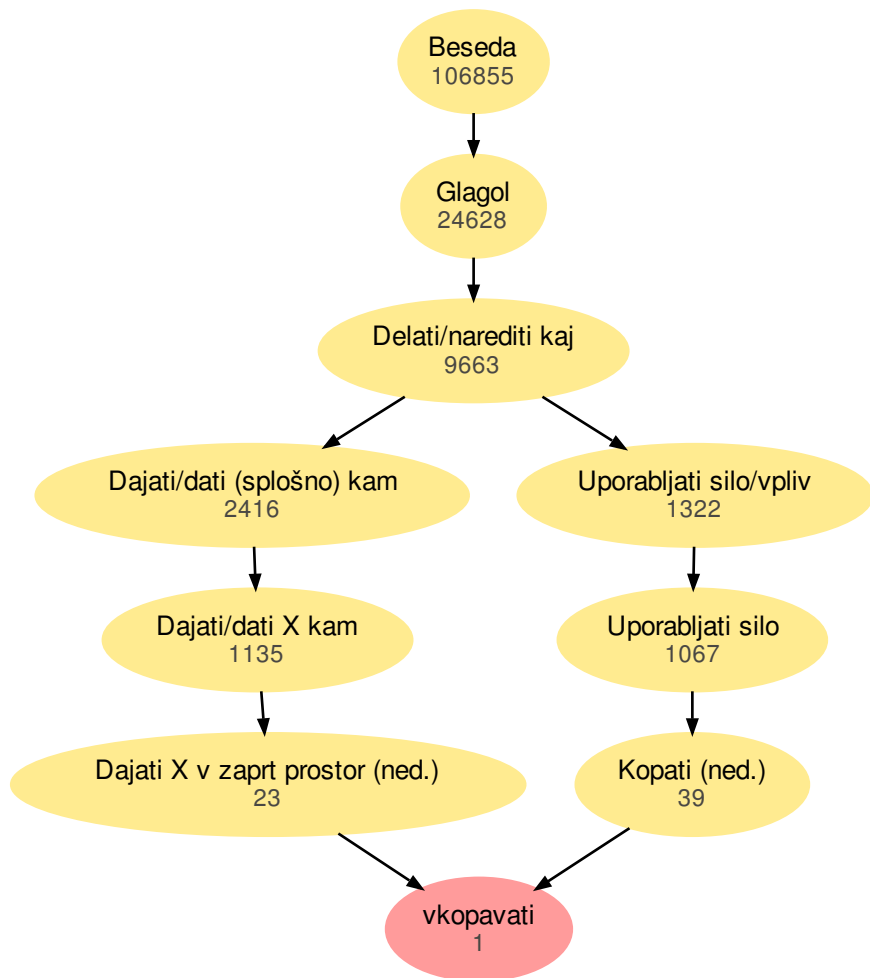 Beseda
106855
Glagol
24628
Delati/narediti kaj
9663
Dajati/dati (splošno) kam
2416
Uporabljati silo/vpliv
1322
Dajati/dati X kam
1135
Uporabljati silo
1067
Dajati X v zaprt prostor (ned.)
23
Kopati (ned.)
39
vkopavati
1